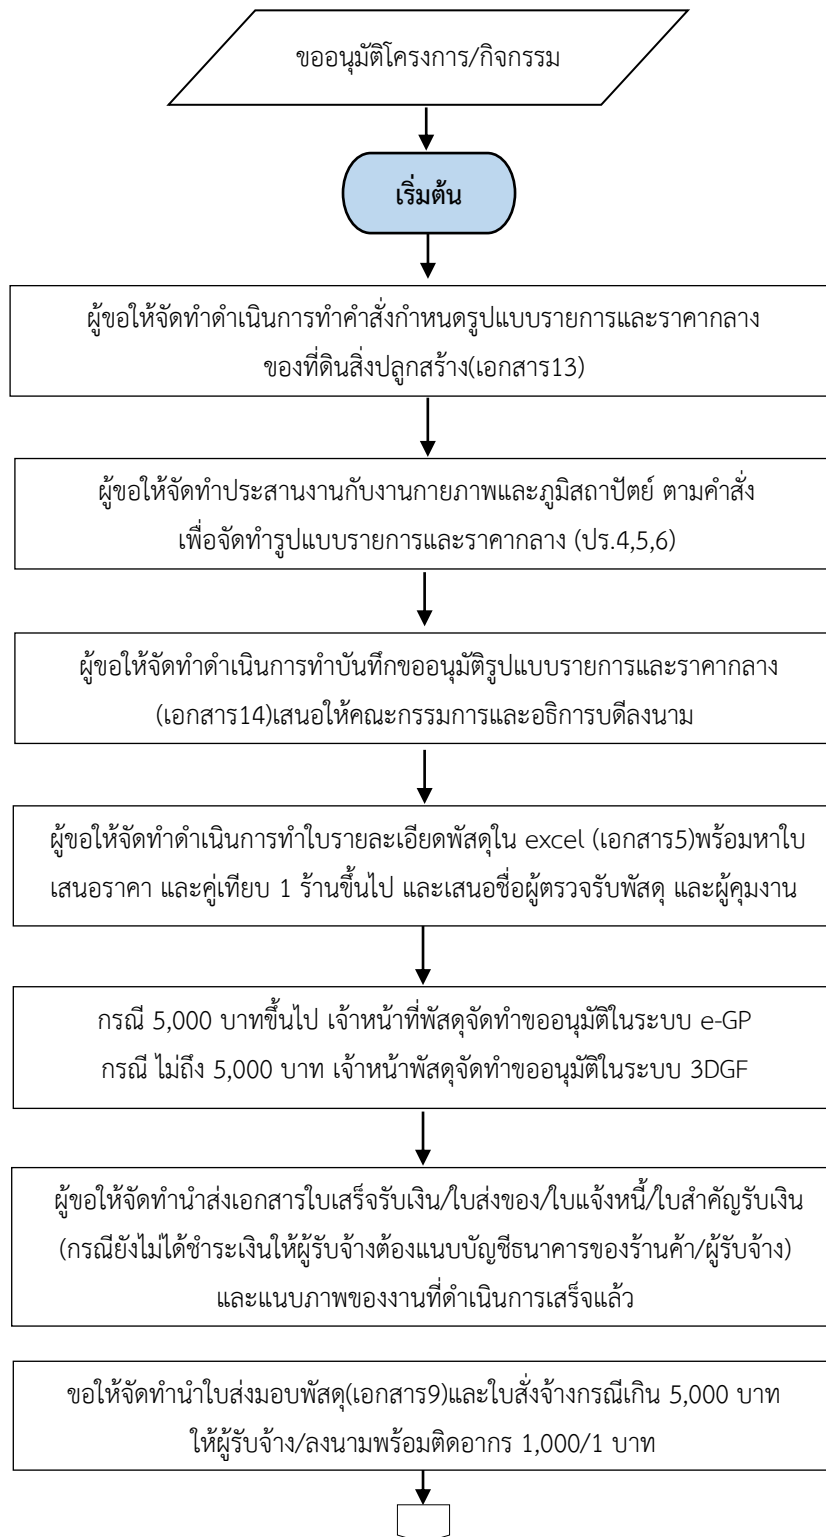 ขออนุมัติโครงการ/กิจกรรม
เริ่มต้น
ผู้ขอให้จัดทำดำเนินการทำคำสั่งกำหนดรูปแบบรายการและราคากลาง
ของที่ดินสิ่งปลูกสร้าง(เอกสาร13)
ผู้ขอให้จัดทำประสานงานกับงานกายภาพและภูมิสถาปัตย์ ตามคำสั่ง
เพื่อจัดทำรูปแบบรายการและราคากลาง (ปร.4,5,6)
ผู้ขอให้จัดทำดำเนินการทำบันทึกขออนุมัติรูปแบบรายการและราคากลาง
(เอกสาร14)เสนอให้คณะกรรมการและอธิการบดีลงนาม
ผู้ขอให้จัดทำดำเนินการทำใบรายละเอียดพัสดุใน excel (เอกสาร5)พร้อมหาใบ
เสนอราคา และคู่เทียบ 1 ร้านขึ้นไป และเสนอชื่อผู้ตรวจรับพัสดุ และผู้คุมงาน
กรณี 5,000 บาทขึ้นไป เจ้าหน้าที่พัสดุจัดทำขออนุมัติในระบบ e-GP
กรณี ไม่ถึง 5,000 บาท เจ้าหน้าพัสดุจัดทำขออนุมัติในระบบ 3DGF
ผู้ขอให้จัดทำนำส่งเอกสารใบเสร็จรับเงิน/ใบส่งของ/ใบแจ้งหนี้/ใบสำคัญรับเงิน
(กรณียังไม่ได้ชำระเงินให้ผู้รับจ้างต้องแนบบัญชีธนาคารของร้านค้า/ผู้รับจ้าง)
และแนบภาพของงานที่ดำเนินการเสร็จแล้ว
ขอให้จัดทำนำใบส่งมอบพัสดุ(เอกสาร9)และใบสั่งจ้างกรณีเกิน 5,000 บาท
ให้ผู้รับจ้าง/ลงนามพร้อมติดอากร 1,000/1 บาท